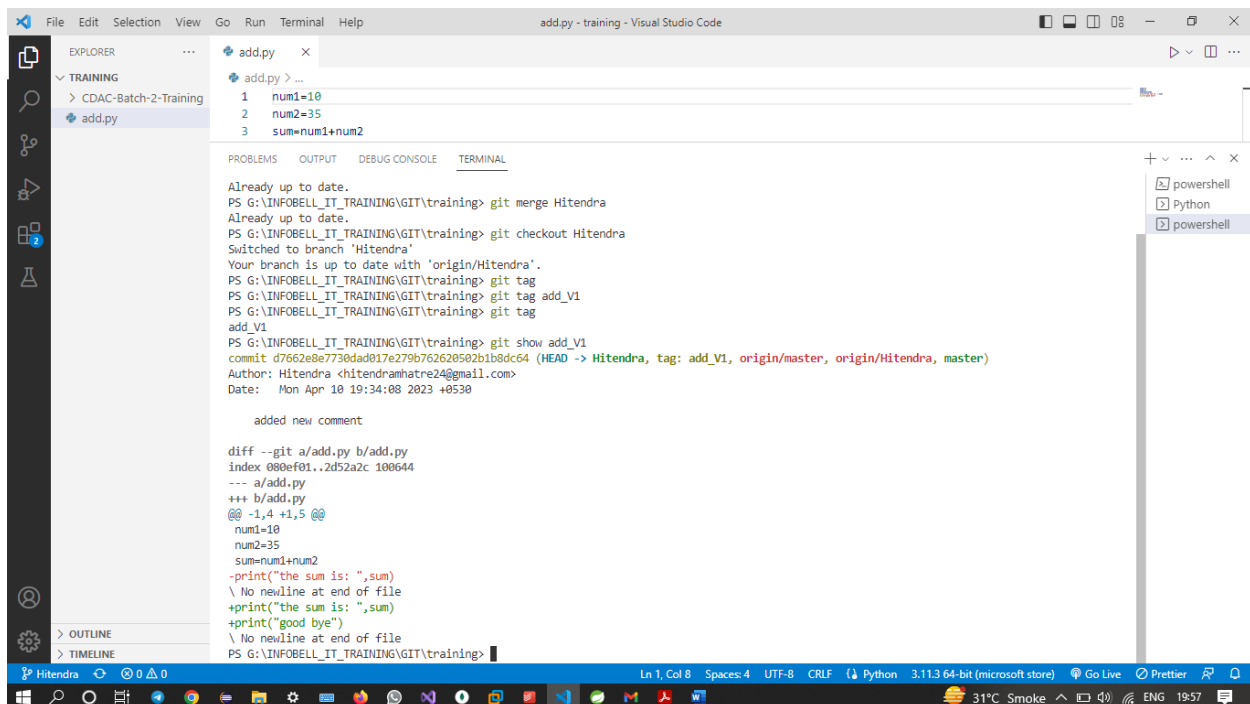 File Edit Selection View Go Run Terminal Help add.py - training - Visual Studio Code
EXPLORER
TRAINING
CDAC-Batch-2-Training
add.py
OUTLINE
TIMELINE
add.py
add.py > ...
1 num1=10
2 num2=35
3 sum=num1+num2
PROBLEMS OUTPUT DEBUG CONSOLE TERMINAL
Already up to date.
PS G:\INFOBELL_IT_TRAINING\GIT\training> git merge Hitendra
Already up to date.
PS G:\INFOBELL_IT_TRAINING\GIT\training> git checkout Hitendra
Switched to branch 'Hitendra'
Your branch is up to date with 'origin/Hitendra'.
PS G:\INFOBELL_IT_TRAINING\GIT\training> git tag
PS G:\INFOBELL_IT_TRAINING\GIT\training> git tag add_V1
PS G:\INFOBELL_IT_TRAINING\GIT\training> git tag
add_V1
PS G:\INFOBELL_IT_TRAINING\GIT\training> git show add_V1
commit d7662e8e7730dad017e279b762620502b1b8dc64 (HEAD -> Hitendra, tag: add_V1, origin/master, origin/Hitendra, master)
Author: Hitendra <hitendramhatre24@gmail.com>
Date:   Mon Apr 10 19:34:08 2023 +0530
added new comment
diff --git a/add.py b/add.py
index 080ef01..2d52a2c 100644
--- a/add.py
+++ b/add.py
@@ -1,4 +1,5 @@
num1=10
num2=35
sum=num1+num2
-print("the sum is: ",sum)
\ No newline at end of file
+print("the sum is: ",sum)
+print("good bye")
\ No newline at end of file
PS G:\INFOBELL_IT_TRAINING\GIT\training>
powershell
Python
powershell
2
Hitendra 0 0 Ln 1, Col 8 Spaces: 4 UTF-8 CRLF Python 3.11.3 64-bit (microsoft store) Go Live Prettier
31°C Smoke ENG 19:57